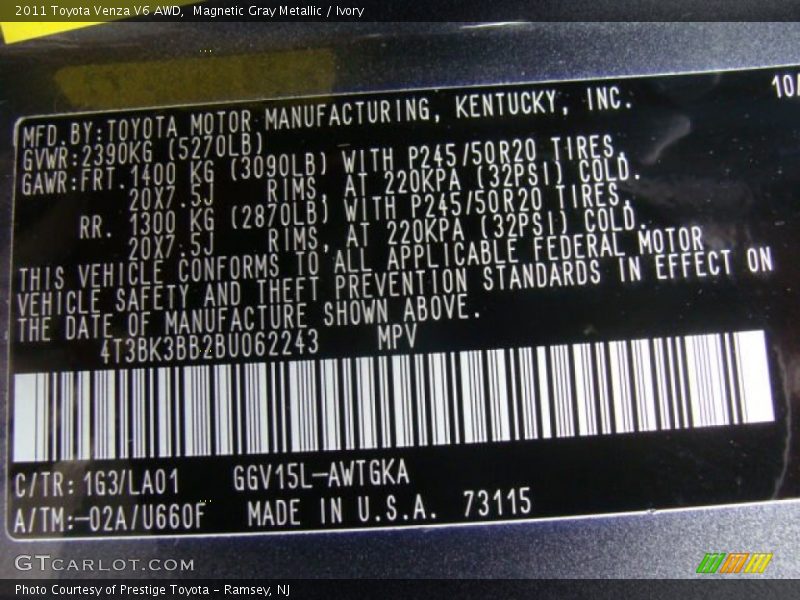 2011 Toyota Venza V6 AWD,  Magnetic Gray Metallic / Ivory
10/
MFD.BY:TOYOTA MOTOR MANUFACTURING, KENTUCKY, INC.
GVWR:2390KG (5270LB)
GAWR:FRT.1400 KG (3090LB) WITH P245/50R20 TIRES,
20X7.5J RIMS, AT 220KPA (32PSI) COLD.
RR. 1300 KG (2870LB) WITH P245/50R20 TIRES,
20X7.5J RIMS, AT 220KPA (32PSI) COLD.
THIS VEHICLE CONFORMS TO ALL APPLICABLE FEDERAL MOTOR
VEHICLE SAFETY AND THEFT PREVENTION STANDARDS IN EFFECT ON
THE DATE OF MANUFACTURE SHOWN ABOVE.
4T3BK3BB2BU062243 MPV
C/TR: 1G3/LA01 GGV15L-AWTGKA
A/TM:-02A/U660F MADE IN U.S.A. 73115
GTCARLOT.COM
Photo Courtesy of Prestige Toyota - Ramsey, NJ